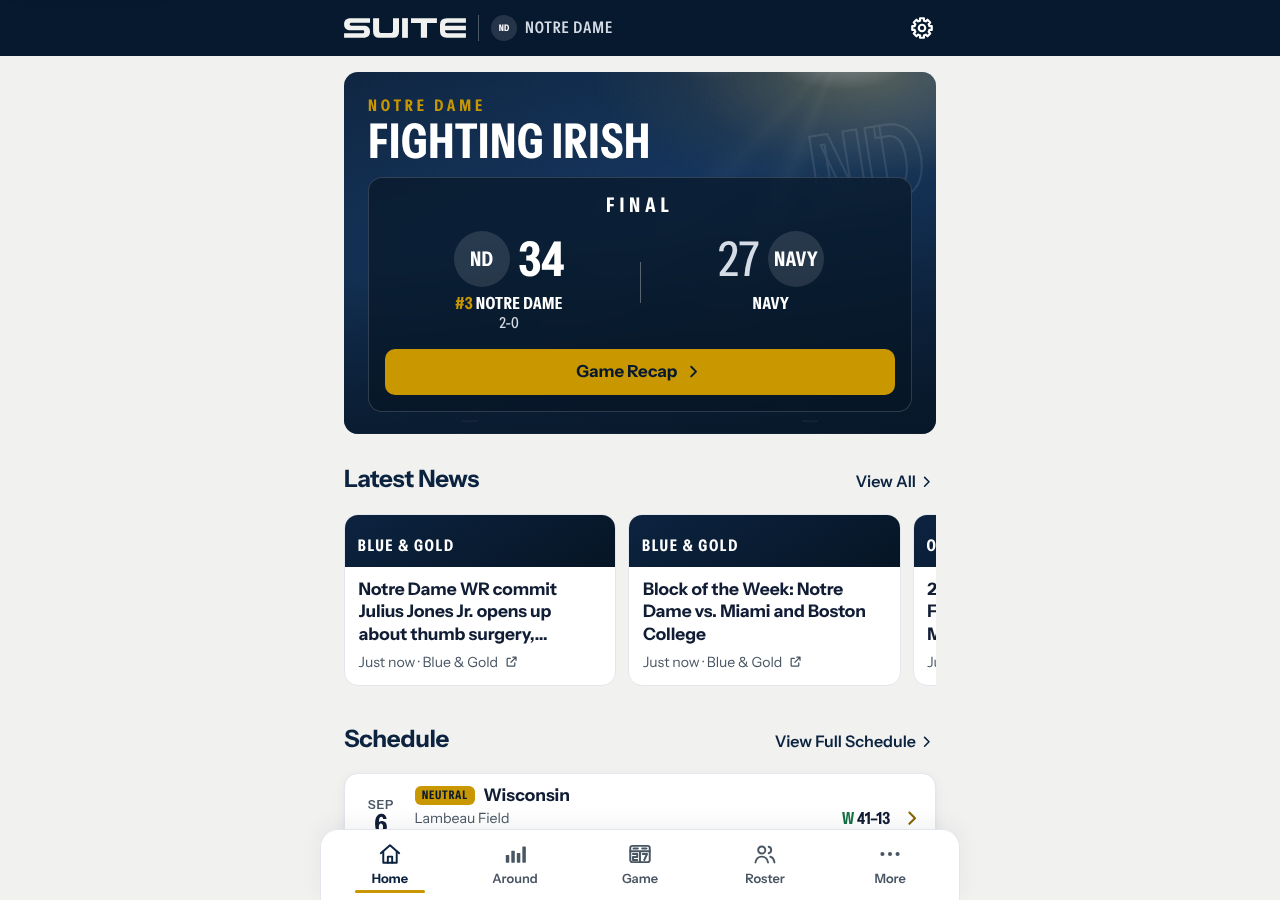 SUITE
ND NOTRE DAME
NOTRE DAME
FIGHTING IRISH
ND
FINAL
ND 34
27 NAVY
#3 NOTRE DAME
NAVY
2-0
Game Recap
Latest News
View All
BLUE & GOLD
Notre Dame WR commit
Julius Jones Jr. opens up
about thumb surgery,...
Just now · Blue & Gold
BLUE & GOLD
Block of the Week: Notre
Dame vs. Miami and Boston
College
Just now · Blue & Gold
Schedule
View Full Schedule
SEP
6
NEUTRAL Wisconsin
Lambeau Field
W 41–13
Home
Around
Game
Roster
More